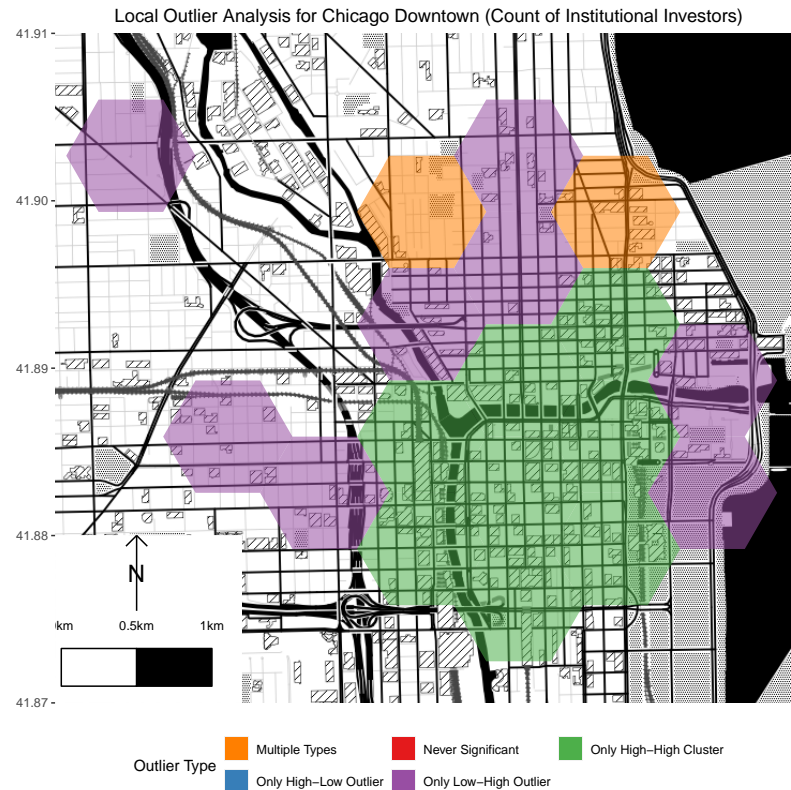 Local Outlier Analysis for Chicago Downtown (Count of Institutional Investors)
41.91
41.90
41.89
41.88
41.87
N
0km 0.5km 1km
Outlier Type
Multiple Types
Never Significant
Only High−High Cluster
Only High−Low Outlier
Only Low−High Outlier